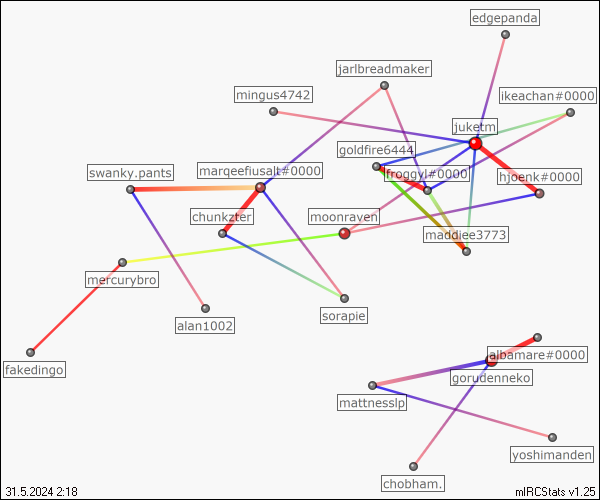 edgepanda
jarlbreadmaker
mingus4742
ikeachan#0000
juketm
goldfire6444
swanky.pants
marqeefiusalt#0000
froggyl#0000
hjoenk#0000
chunkzter
moonraven
maddiee3773
mercurybro
sorapie
alan1002
albamare#0000
fakedingo
gorudenneko
mattnesslp
yoshimanden
chobham.
31.5.2024 2:18
mIRCStats v1.25